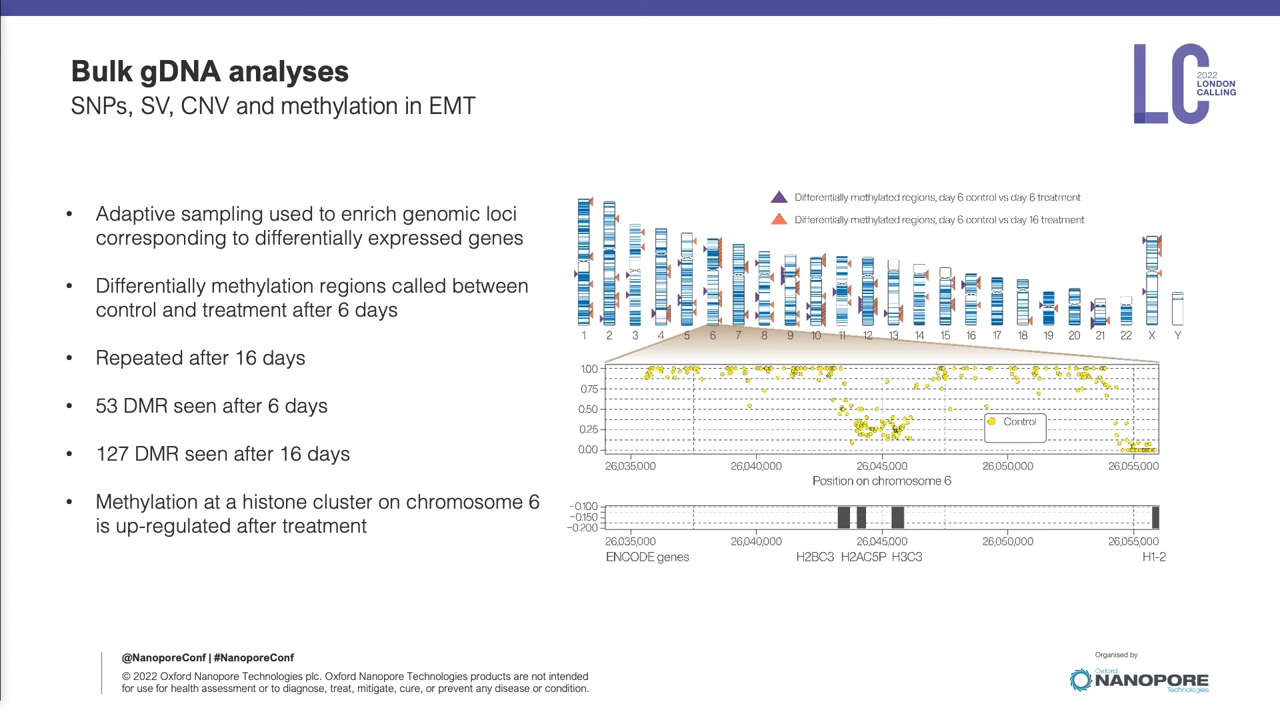 Bulk gDNA analyses
SNPs, SV, CNV and methylation in EMT
LC
2022
LONDON
CALLING
• Adaptive sampling used to enrich genomic loci
corresponding to differentially expressed genes
• Differentially methylation regions called between
control and treatment after 6 days
• Repeated after 16 days
• 53 DMR seen after 6 days
• 127 DMR seen after 16 days
• Methylation at a histone cluster on chromosome 6
is up-regulated after treatment
Differentially methylated regions, day 6 control vs day 6 treatment
Differentially methylated regions, day 6 control vs day 16 treatment
1 2 3 4 5 6 7 8 9 10 11 12 13 14 15 16 17 18 19 20 21 22 X Y
1.00
0.75
0.50
0.25
0.00
Control
26,035,000 26,040,000 26,045,000 26,050,000 26,055,000
Position on chromosome 6
-0.100
-0.150
-0.200
26,035,000 26,040,000 26,045,000 26,050,000 26,055,000
ENCODE genes H2BC3 H2AC5P H3C3 H1-2
@NanoporeConf | #NanoporeConf
© 2022 Oxford Nanopore Technologies plc. Oxford Nanopore Technologies products are not intended
for use for health assessment or to diagnose, treat, mitigate, cure, or prevent any disease or condition.
Organised by
Oxford
NANOPORE
Technologies